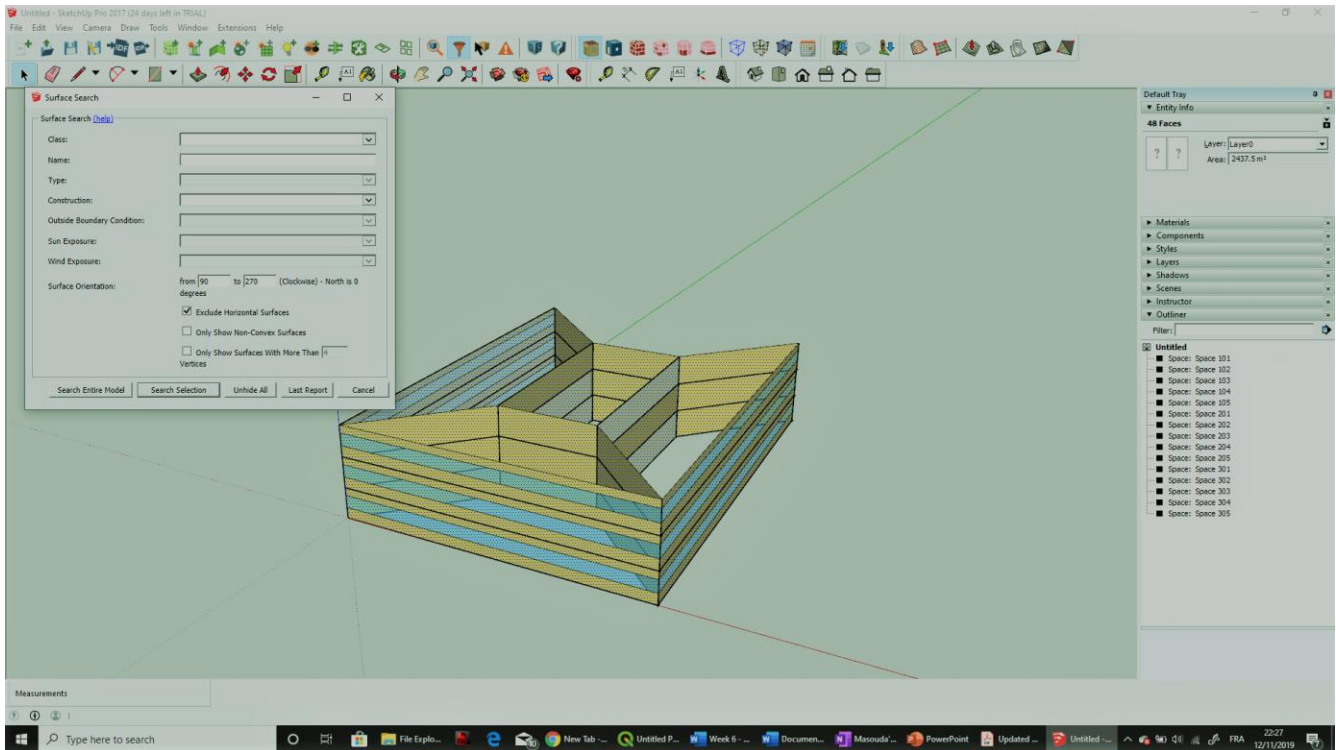 Untitled - SketchUp Pro 2017 (24 days left in TRIAL)
File Edit View Camera Draw Tools Window Extensions Help
Surface Search
Surface Search (help)
Class:
Name:
Type:
Construction:
Outside Boundary Condition:
Sun Exposure:
Wind Exposure:
Surface Orientation:
from 90 to 270 (Clockwise) - North is 0
degrees
Exclude Horizontal Surfaces
Only Show Non-Convex Surfaces
Only Show Surfaces With More Than 4
Vertices
Search Entire Model Search Selection Unhide All Last Report Cancel
Default Tray
Entity Info
48 Faces
Layer: Layer0
Area: 2437.5 m²
Materials
Components
Styles
Layers
Shadows
Scenes
Instructor
Outliner
Filter:
Untitled
Space: Space 101
Space: Space 102
Space: Space 103
Space: Space 104
Space: Space 105
Space: Space 201
Space: Space 202
Space: Space 203
Space: Space 204
Space: Space 205
Space: Space 301
Space: Space 302
Space: Space 303
Space: Space 304
Space: Space 305
Measurements
Type here to search
File Explo... New Tab -... Untitled P... Week 6 - ... Documen... Masouda'... PowerPoint Updated ... Untitled -... FRA 22:27
12/11/2019